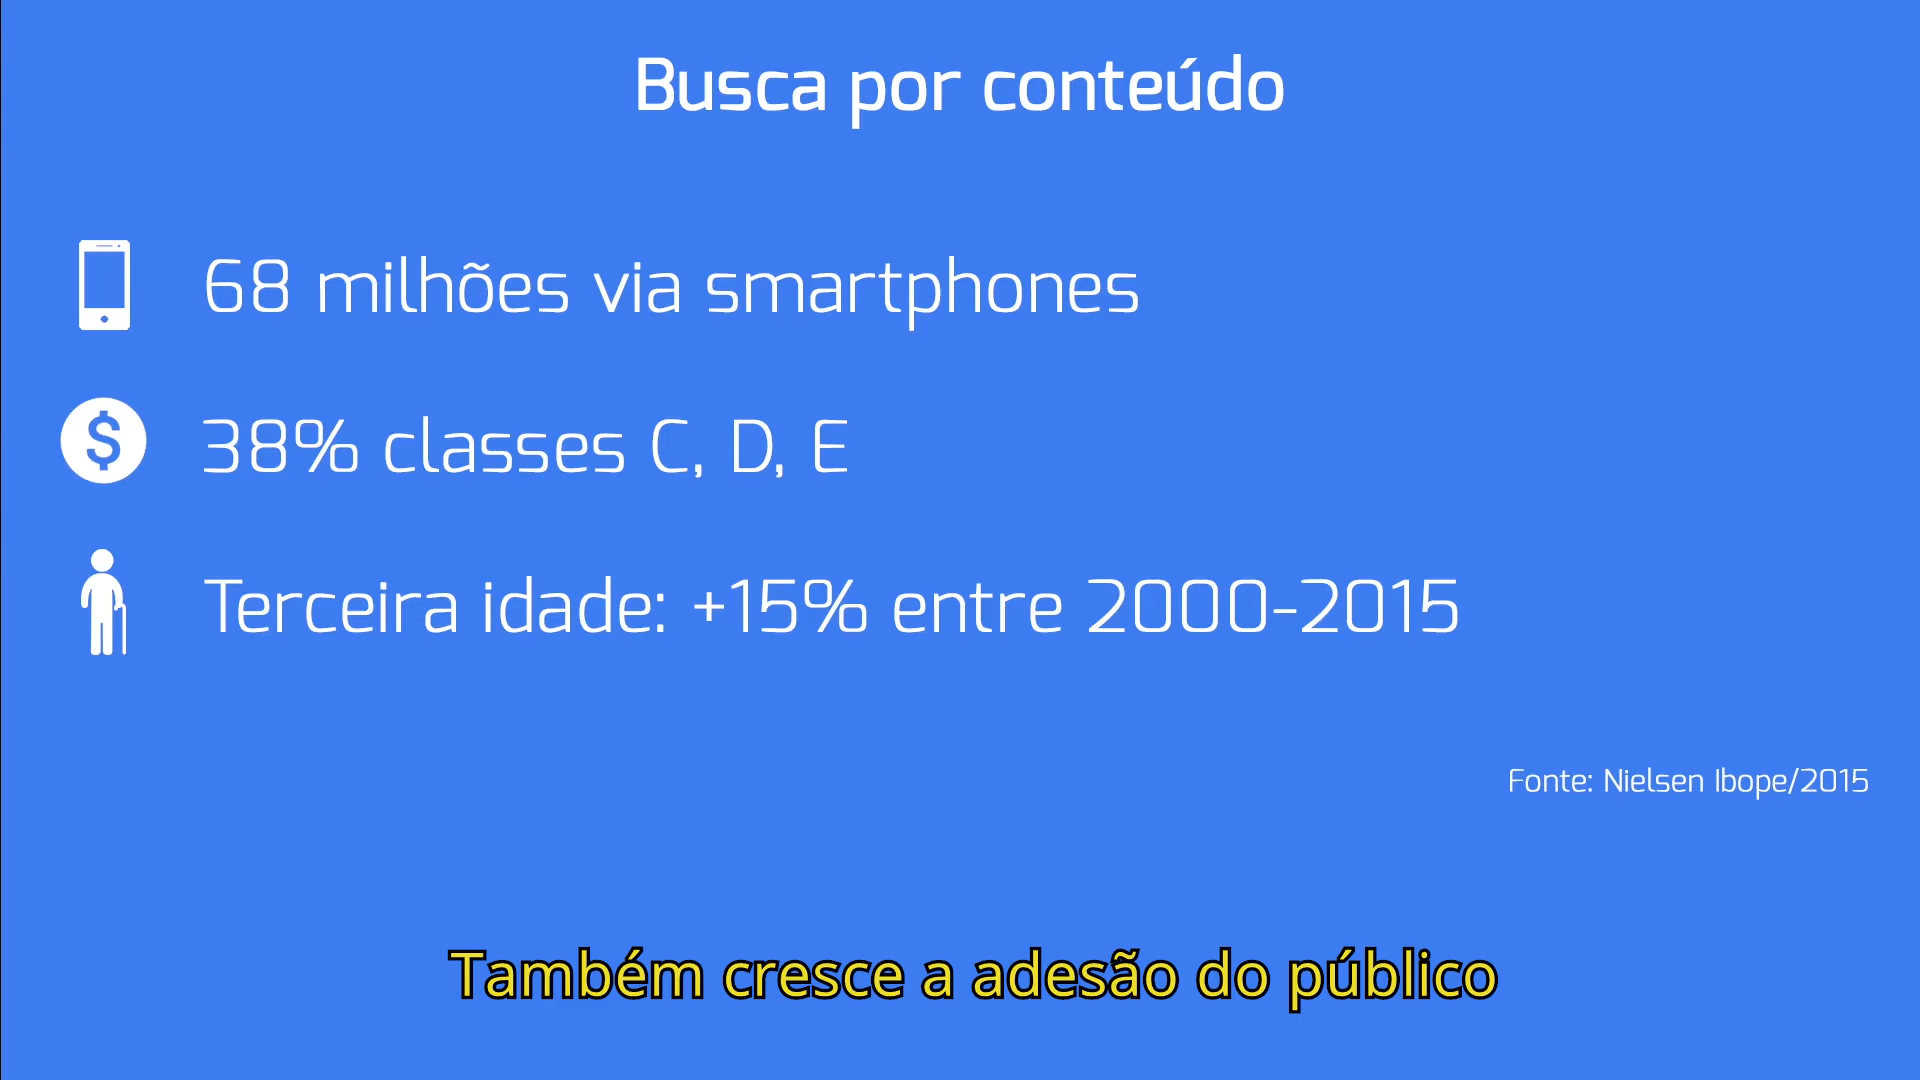 Busca por conteúdo
68 milhões via smartphones
$ 38% classes C, D, E
Terceira idade: +15% entre 2000-2015
Fonte: Nielsen Ibope/2015
Também cresce a adesão do público